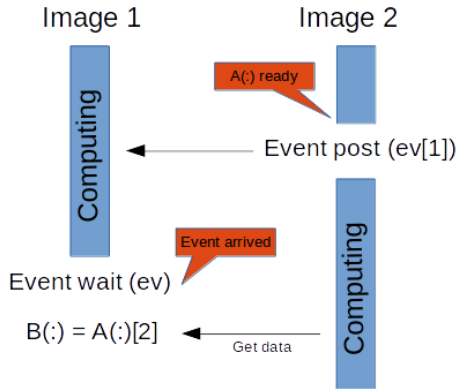 Image 1
Image 2
A(:) ready
Computing
Event post (ev[1])
Event arrived
Computing
Event wait (ev)
B(:) = A(:)[2]
Get data